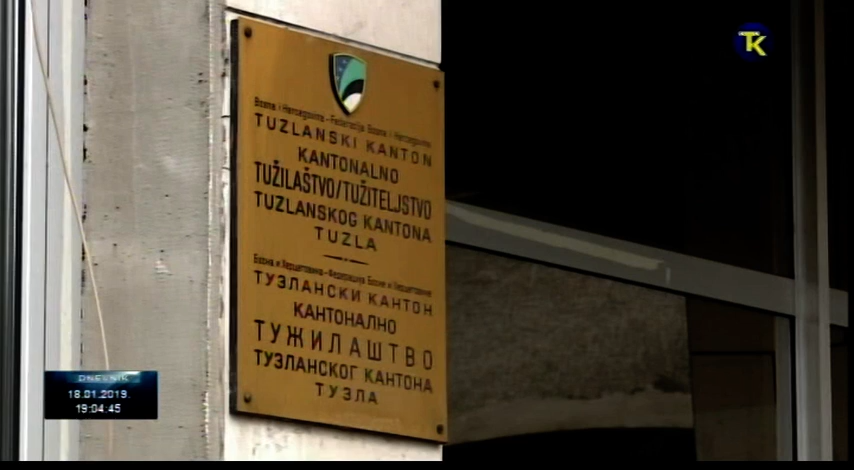 TK
Bosna i Hercegovina - Federacija Bosne i Hercegovine
TUZLANSKI KANTON
KANTONALNO
TUŽILAŠTVO/TUŽITELJSTVO
TUZLANSKOG KANTONA
TUZLA
Босна и Херцеговина - Федерација Босне и Херцеговине
ТУЗЛАНСКИ КАНТОН
КАНТОНАЛНО
ТУЖИЛАШТВО
ТУЗЛАНСКОГ КАНТОНА
ТУЗЛА
DNEVNIK
18.01.2019.
19:04:45